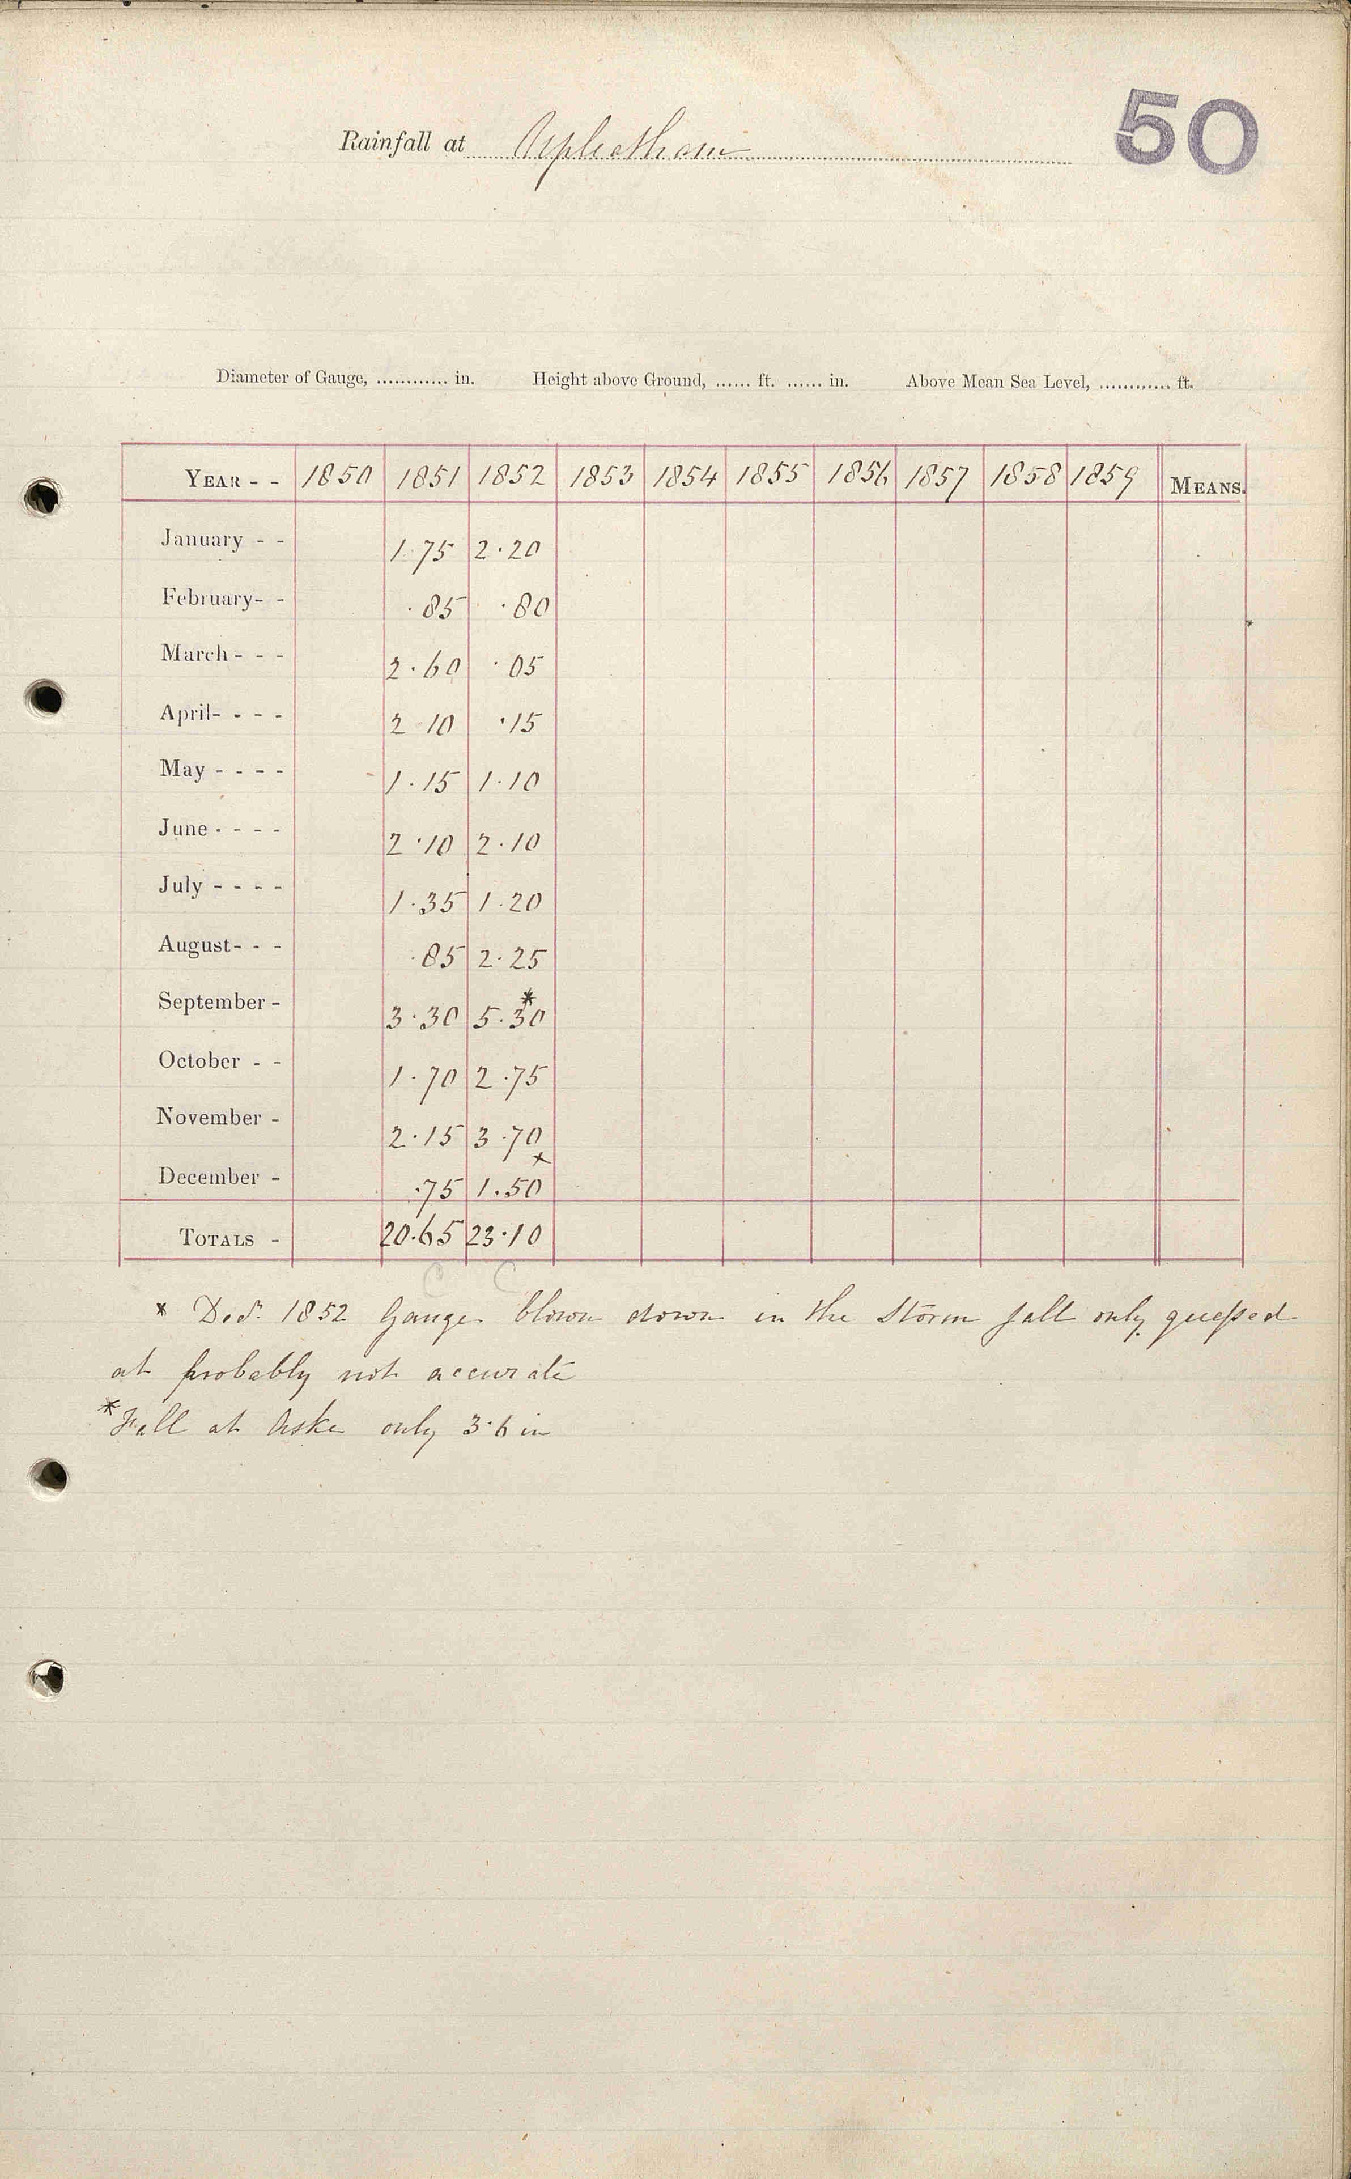 50
Rainfall at Upleatham
Diameter of Gauge, ............ in. Height above Ground, ...... ft. ...... in. Above Mean Sea Level, ............ ft.
YEAR - - 1850 1851 1852 1853 1854 1855 1856 1857 1858 1859 MEANS.
January - - 1.75 2.20
February- - .85 .80
March - - - 2.60 .05
April- - - - 2.10 .15
May - - - - 1.15 1.10
June - - - - 2.10 2.10
July - - - - 1.35 1.20
August- - - .85 2.25
September - 3.30 5.30*
October - - 1.70 2.75
November - 2.15 3.70
December - .75 1.50x
TOTALS - 20.65 23.10
C C
x Decr. 1852 Gauge blown down in the storm fall only guessed
at probably not accurate
*Fall at Aske only 3.6 in